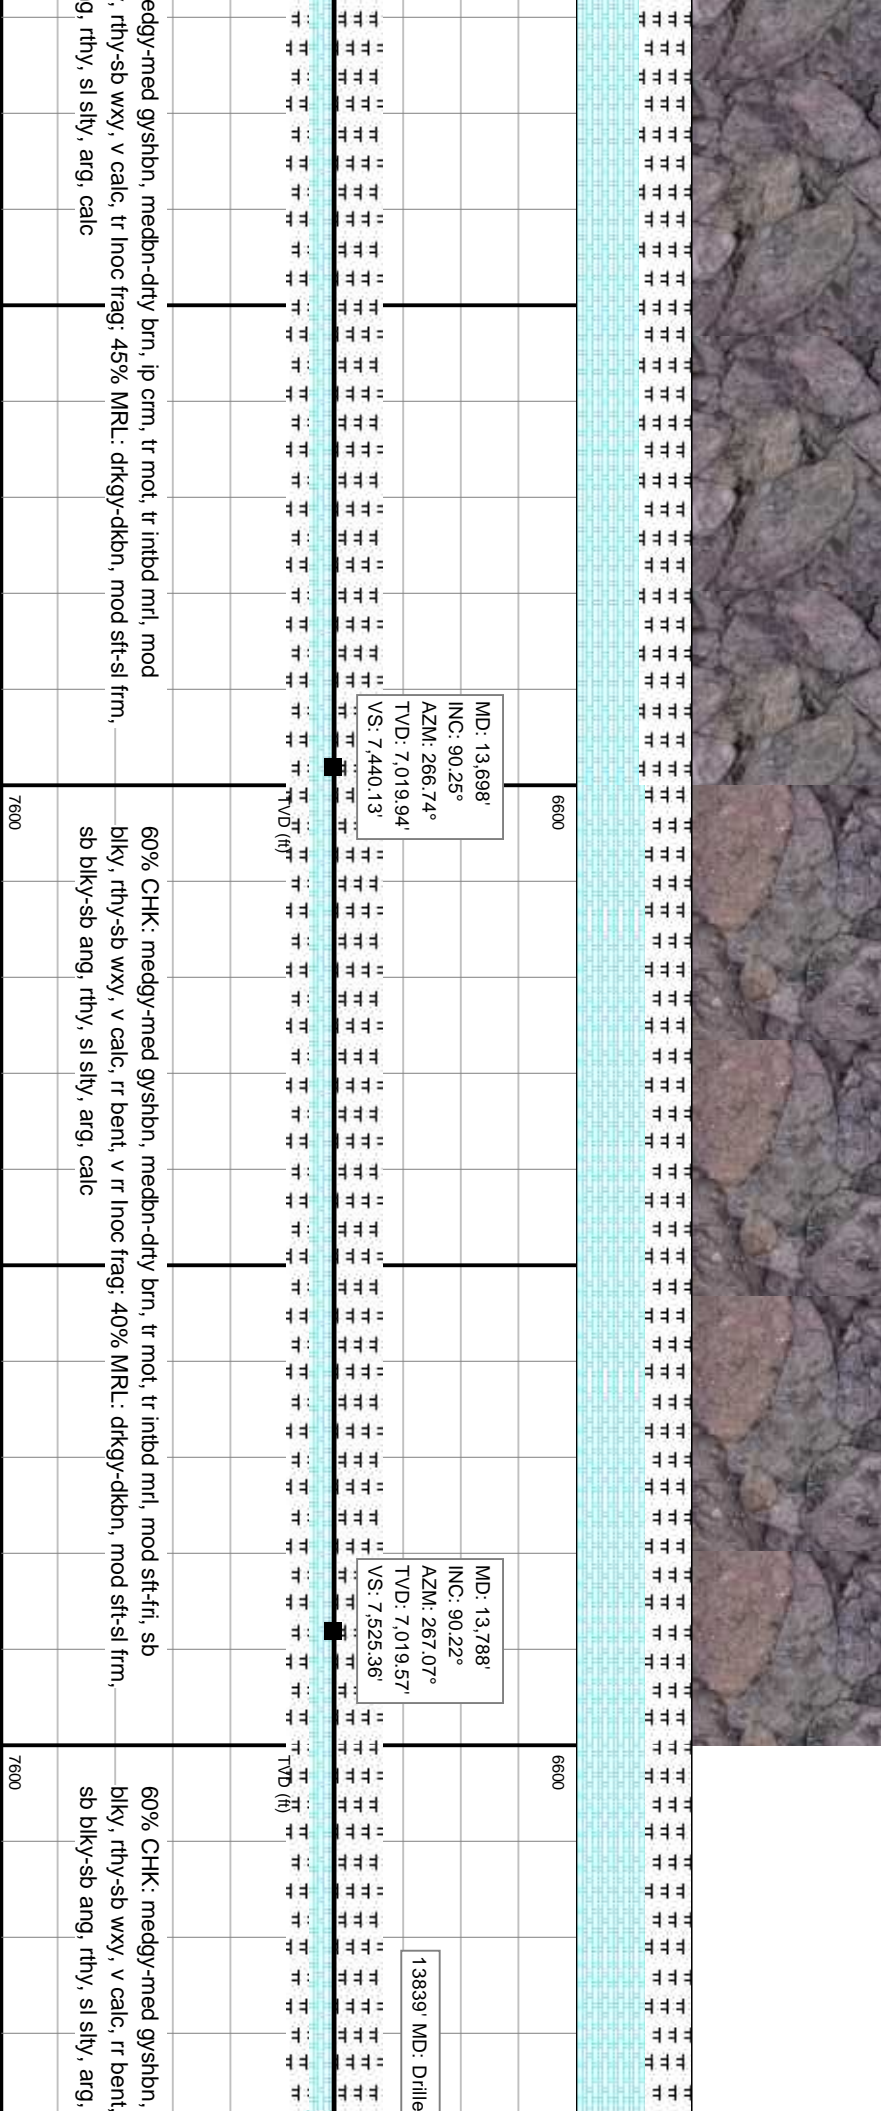 edgy-med gyshbn, medbn-drty brn, ip crm, tr mot, tr intbd mrl, mod
, rthy-sb wxy, v calc, tr Inoc frag; 45% MRL: drkgy-dkbn, mod sft-sl frm,
g, rthy, sl slty, arg, calc
MD: 13,698'
INC: 90.25°
AZM: 266.74°
TVD: 7,019.94'
VS: 7,440.13'
6600
TVD (ft)
7600
60% CHK: medgy-med gyshbn, medbn-drty brn, tr mot, tr intbd mrl, mod sft-fri, sb
blky, rthy-sb wxy, v calc, rr bent, v rr Inoc frag; 40% MRL: drkgy-dkbn, mod sft-sl frm,
sb blky-sb ang, rthy, sl slty, arg, calc
MD: 13,788'
INC: 90.22°
AZM: 267.07°
TVD: 7,019.57'
VS: 7,525.36'
6600
TVD (ft)
7600
13839' MD: Drille
60% CHK: medgy-med gyshbn,
blky, rthy-sb wxy, v calc, rr bent,
sb blky-sb ang, rthy, sl slty, arg,